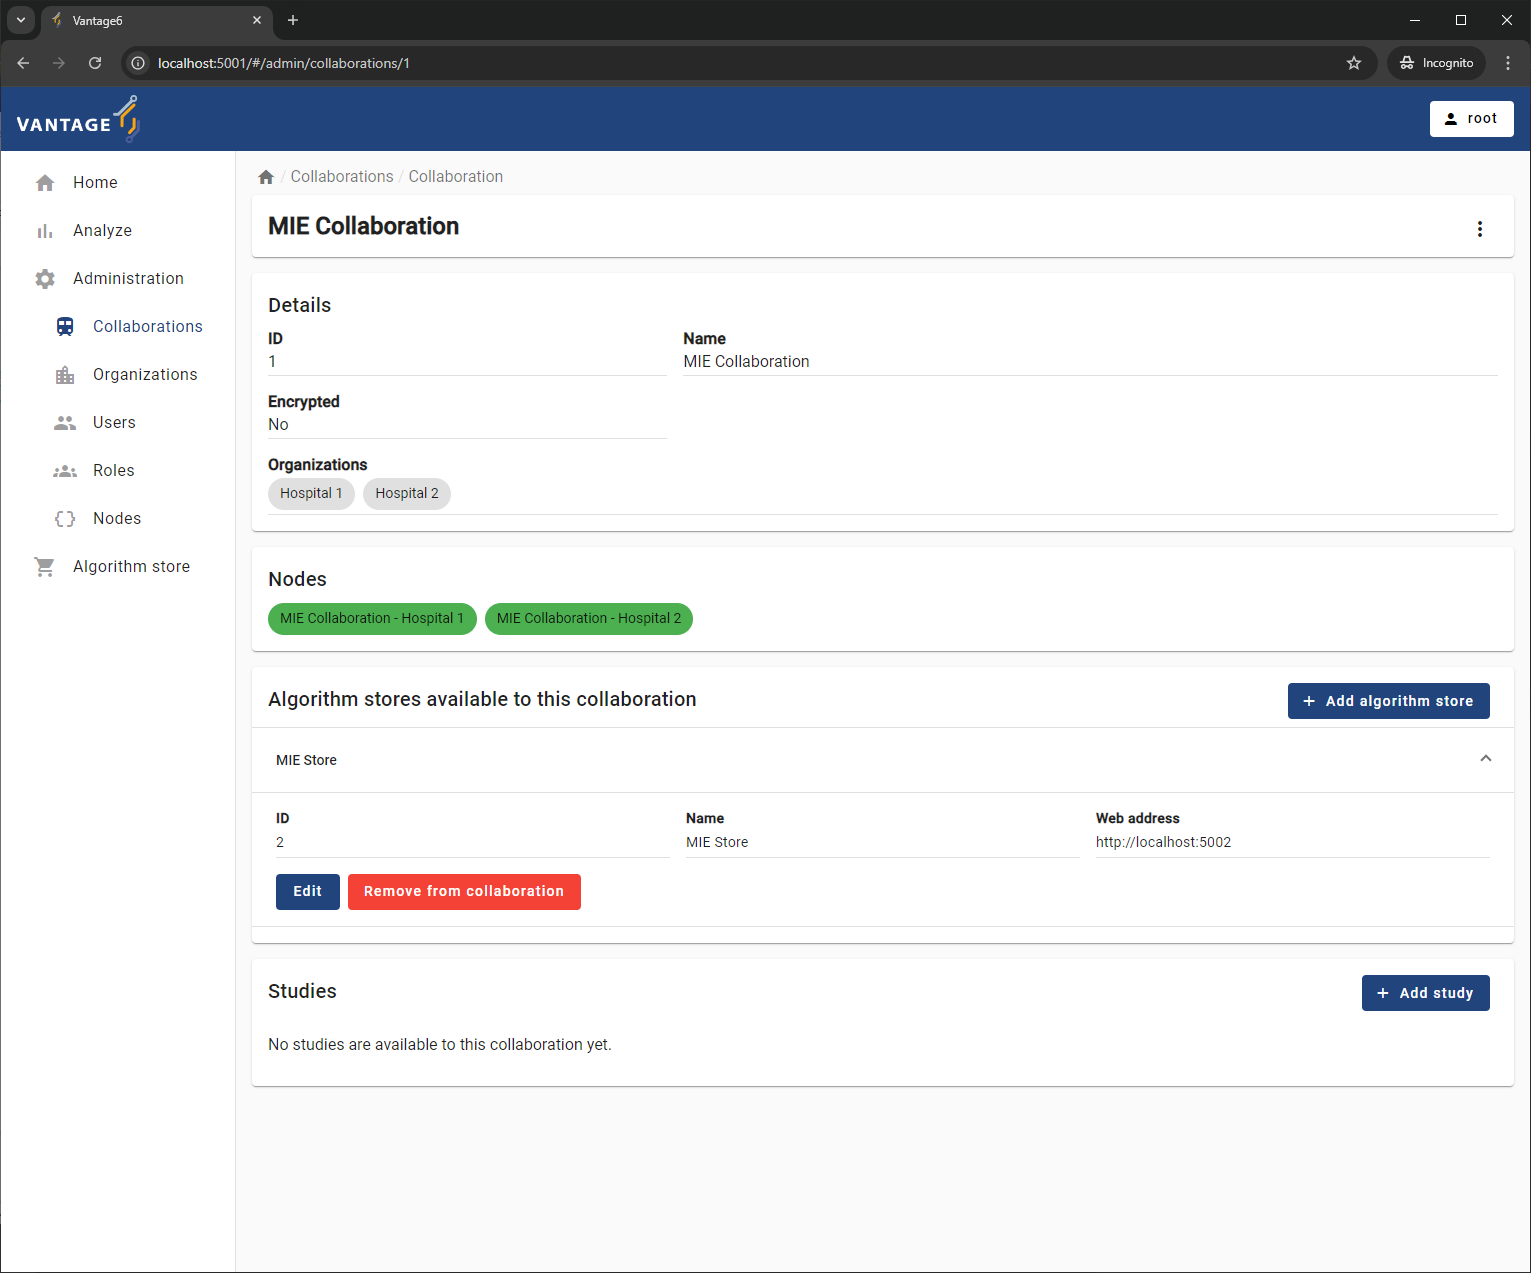 Vantage6
localhost:5001/#/admin/collaborations/1
Incognito
VANTAGE
root
Home
Analyze
Administration
Collaborations
Organizations
Users
Roles
Nodes
Algorithm store
/ Collaborations / Collaboration
MIE Collaboration
Details
ID Name
1 MIE Collaboration
Encrypted
No
Organizations
Hospital 1 Hospital 2
Nodes
MIE Collaboration - Hospital 1 MIE Collaboration - Hospital 2
Algorithm stores available to this collaboration
+ Add algorithm store
MIE Store
ID Name Web address
2 MIE Store http://localhost:5002
Edit Remove from collaboration
Studies
+ Add study
No studies are available to this collaboration yet.